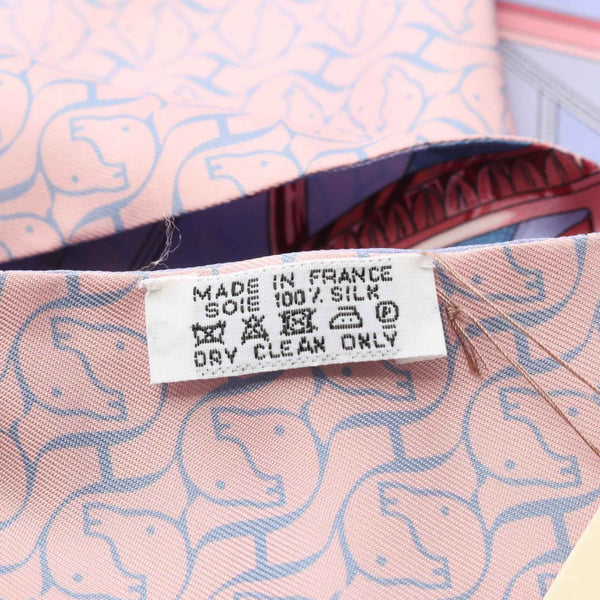 MADE IN FRANCE
SOIE 100% SILK
P
DRY CLEAN ONLY